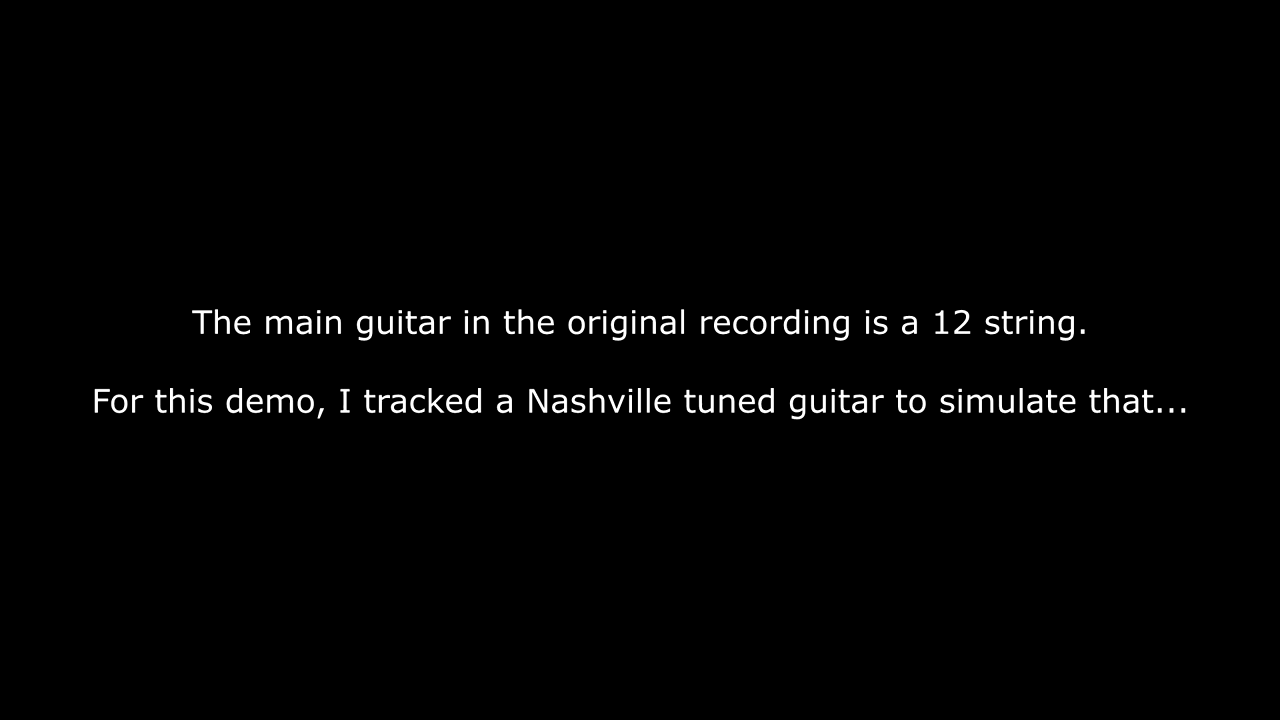 The main guitar in the original recording is a 12 string.
For this demo, I tracked a Nashville tuned guitar to simulate that...